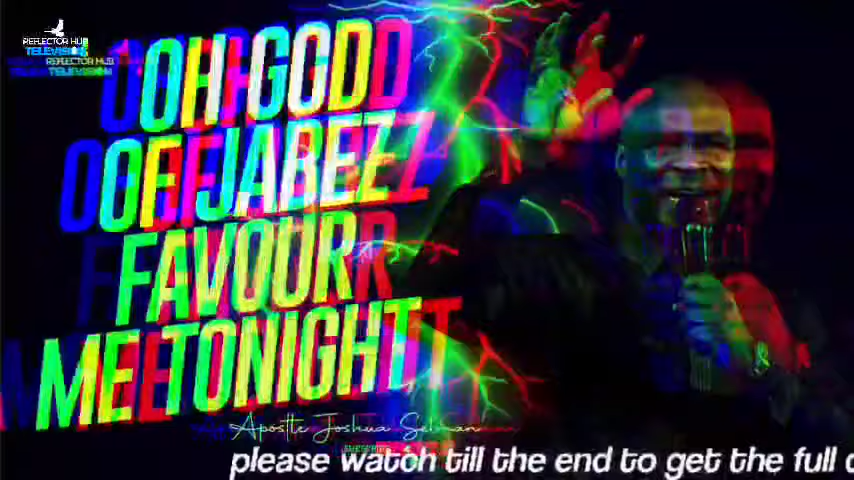 REFLECTOR HUB
TELEVISION
OH GOD
OF JABEZ
FAVOUR
ME TONIGHT
Apostle Joshua Selman
please watch till the end to get the full